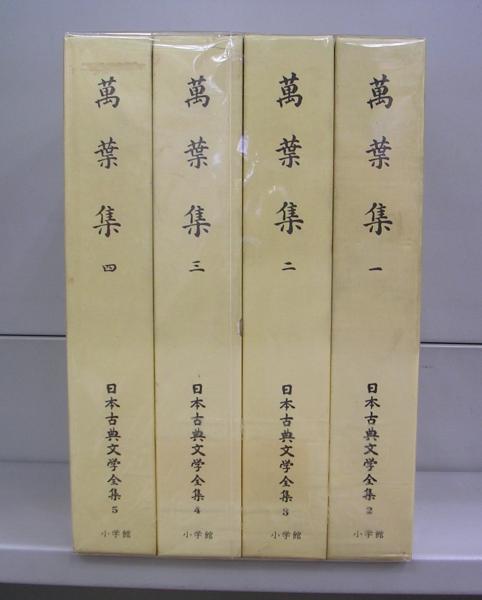 萬葉集 一
日本古典文学全集 2
小学館
萬葉集 二
日本古典文学全集 3
小学館
萬葉集 三
日本古典文学全集 4
小学館
萬葉集 四
日本古典文学全集 5
小学館